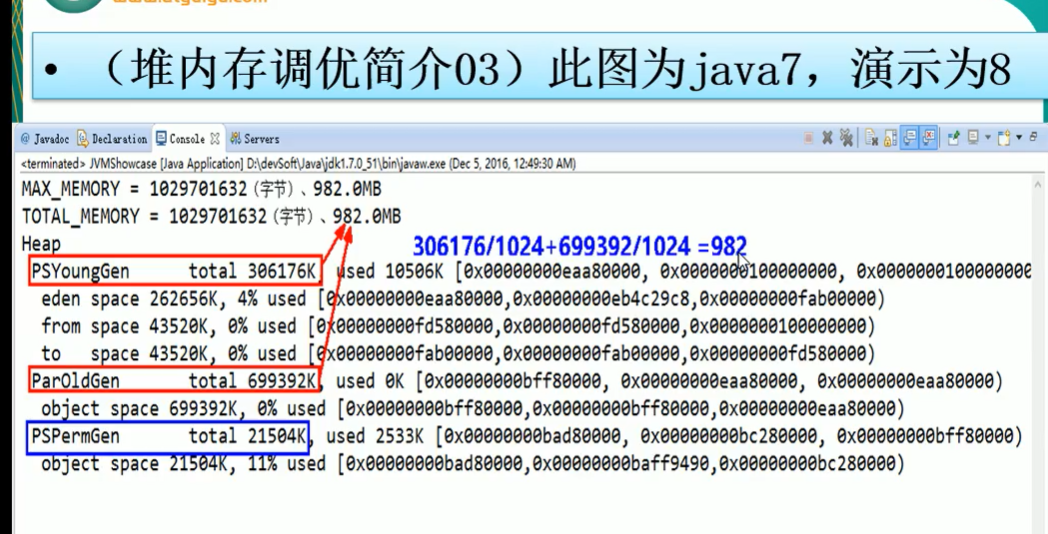 • (堆内存调优简介03)此图为java7，演示为8
@ Javadoc Declaration Console Servers
<terminated> JVMShowcase [Java Application] D:\devSoft\Java\jdk1.7.0_51\bin\javaw.exe (Dec 5, 2016, 12:49:30 AM)
MAX_MEMORY = 1029701632（字节）、982.0MB
TOTAL_MEMORY = 1029701632（字节）、982.0MB
Heap
306176/1024+699392/1024 =982
PSYoungGen total 306176K, used 10506K [0x00000000eaa80000, 0x0000000100000000, 0x0000000100000000
eden space 262656K, 4% used [0x00000000eaa80000,0x00000000eb4c29c8,0x00000000fab00000)
from space 43520K, 0% used [0x00000000fd580000,0x00000000fd580000,0x0000000100000000)
to space 43520K, 0% used [0x00000000fab00000,0x00000000fab00000,0x00000000fd580000)
ParOldGen total 699392K, used 0K [0x00000000bff80000, 0x00000000eaa80000, 0x00000000eaa80000)
object space 699392K, 0% used [0x00000000bff80000,0x00000000bff80000,0x00000000eaa80000)
PSPermGen total 21504K, used 2533K [0x00000000bad80000, 0x00000000bc280000, 0x00000000bff80000)
object space 21504K, 11% used [0x00000000bad80000,0x00000000baff9490,0x00000000bc280000)